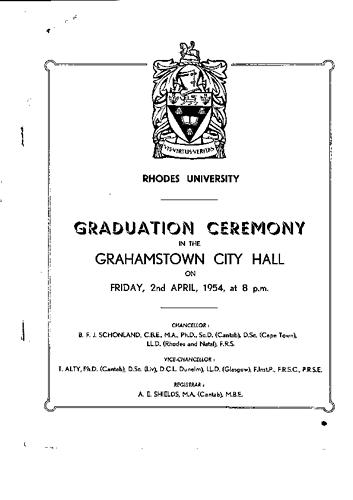 VIS·VIRTUS·VERITAS
RHODES UNIVERSITY
GRADUATION CEREMONY
IN THE
GRAHAMSTOWN CITY HALL
ON
FRIDAY, 2nd APRIL, 1954, at 8 p.m.
CHANCELLOR :
B. F. J. SCHONLAND, C.B.E., M.A., Ph.D., Sc.D. (Cantab), D.Sc. (Cape Town),
LL.D. (Rhodes and Natal), F.R.S.
VICE-CHANCELLOR :
T. ALTY, Ph.D. (Cantab), D.Sc. (Liv), D.C.L. Dunelm), LL.D. (Glasgow), F.Inst.P., F.R.S.C., P.R.S.E.
REGISTRAR :
A. E. SHIELDS, M.A. (Cantab), M.B.E.